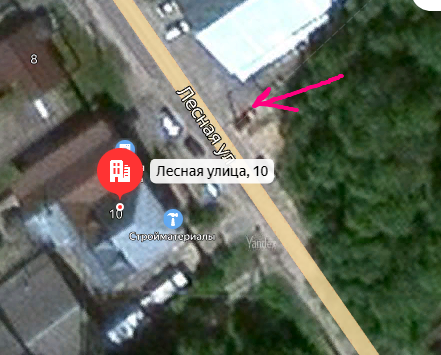 8
Лесная ул
Лесная улица, 10
10
Стройматериалы
Yandex